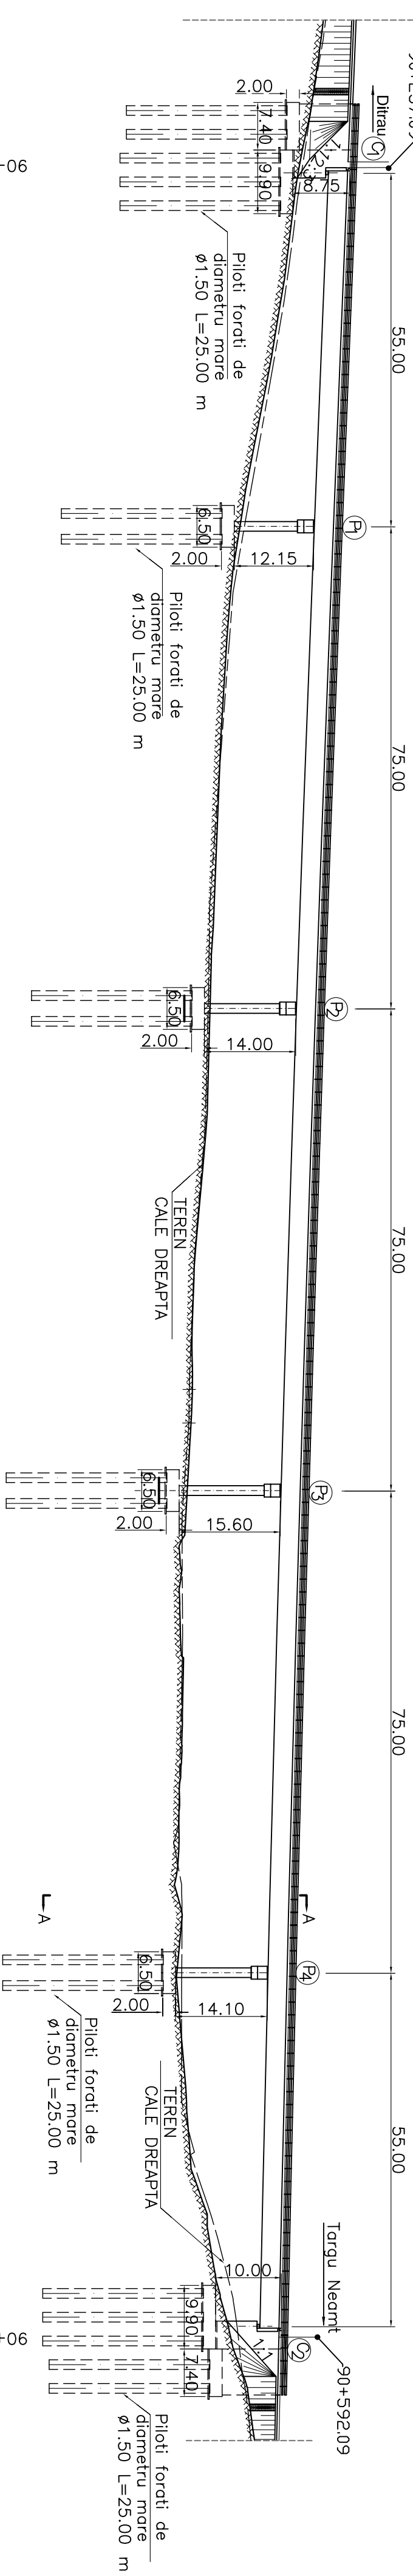 Ditrau
C1
55.00
P1
75.00
P2
75.00
P3
75.00
P4
55.00
Targu Neamt
C2
90+592.09
2.00
7.40
9.90
8.75
Piloti forati de
diametru mare
ø1.50 L=25.00 m
6.50
2.00
12.15
Piloti forati de
diametru mare
ø1.50 L=25.00 m
6.50
2.00
14.00
TEREN
CALE DREAPTA
6.50
2.00
15.60
A
A
6.50
2.00
14.10
Piloti forati de
diametru mare
ø1.50 L=25.00 m
TEREN
CALE DREAPTA
10.00
1:1
9.90
7.40
Piloti forati de
diametru mare
ø1.50 L=25.00 m